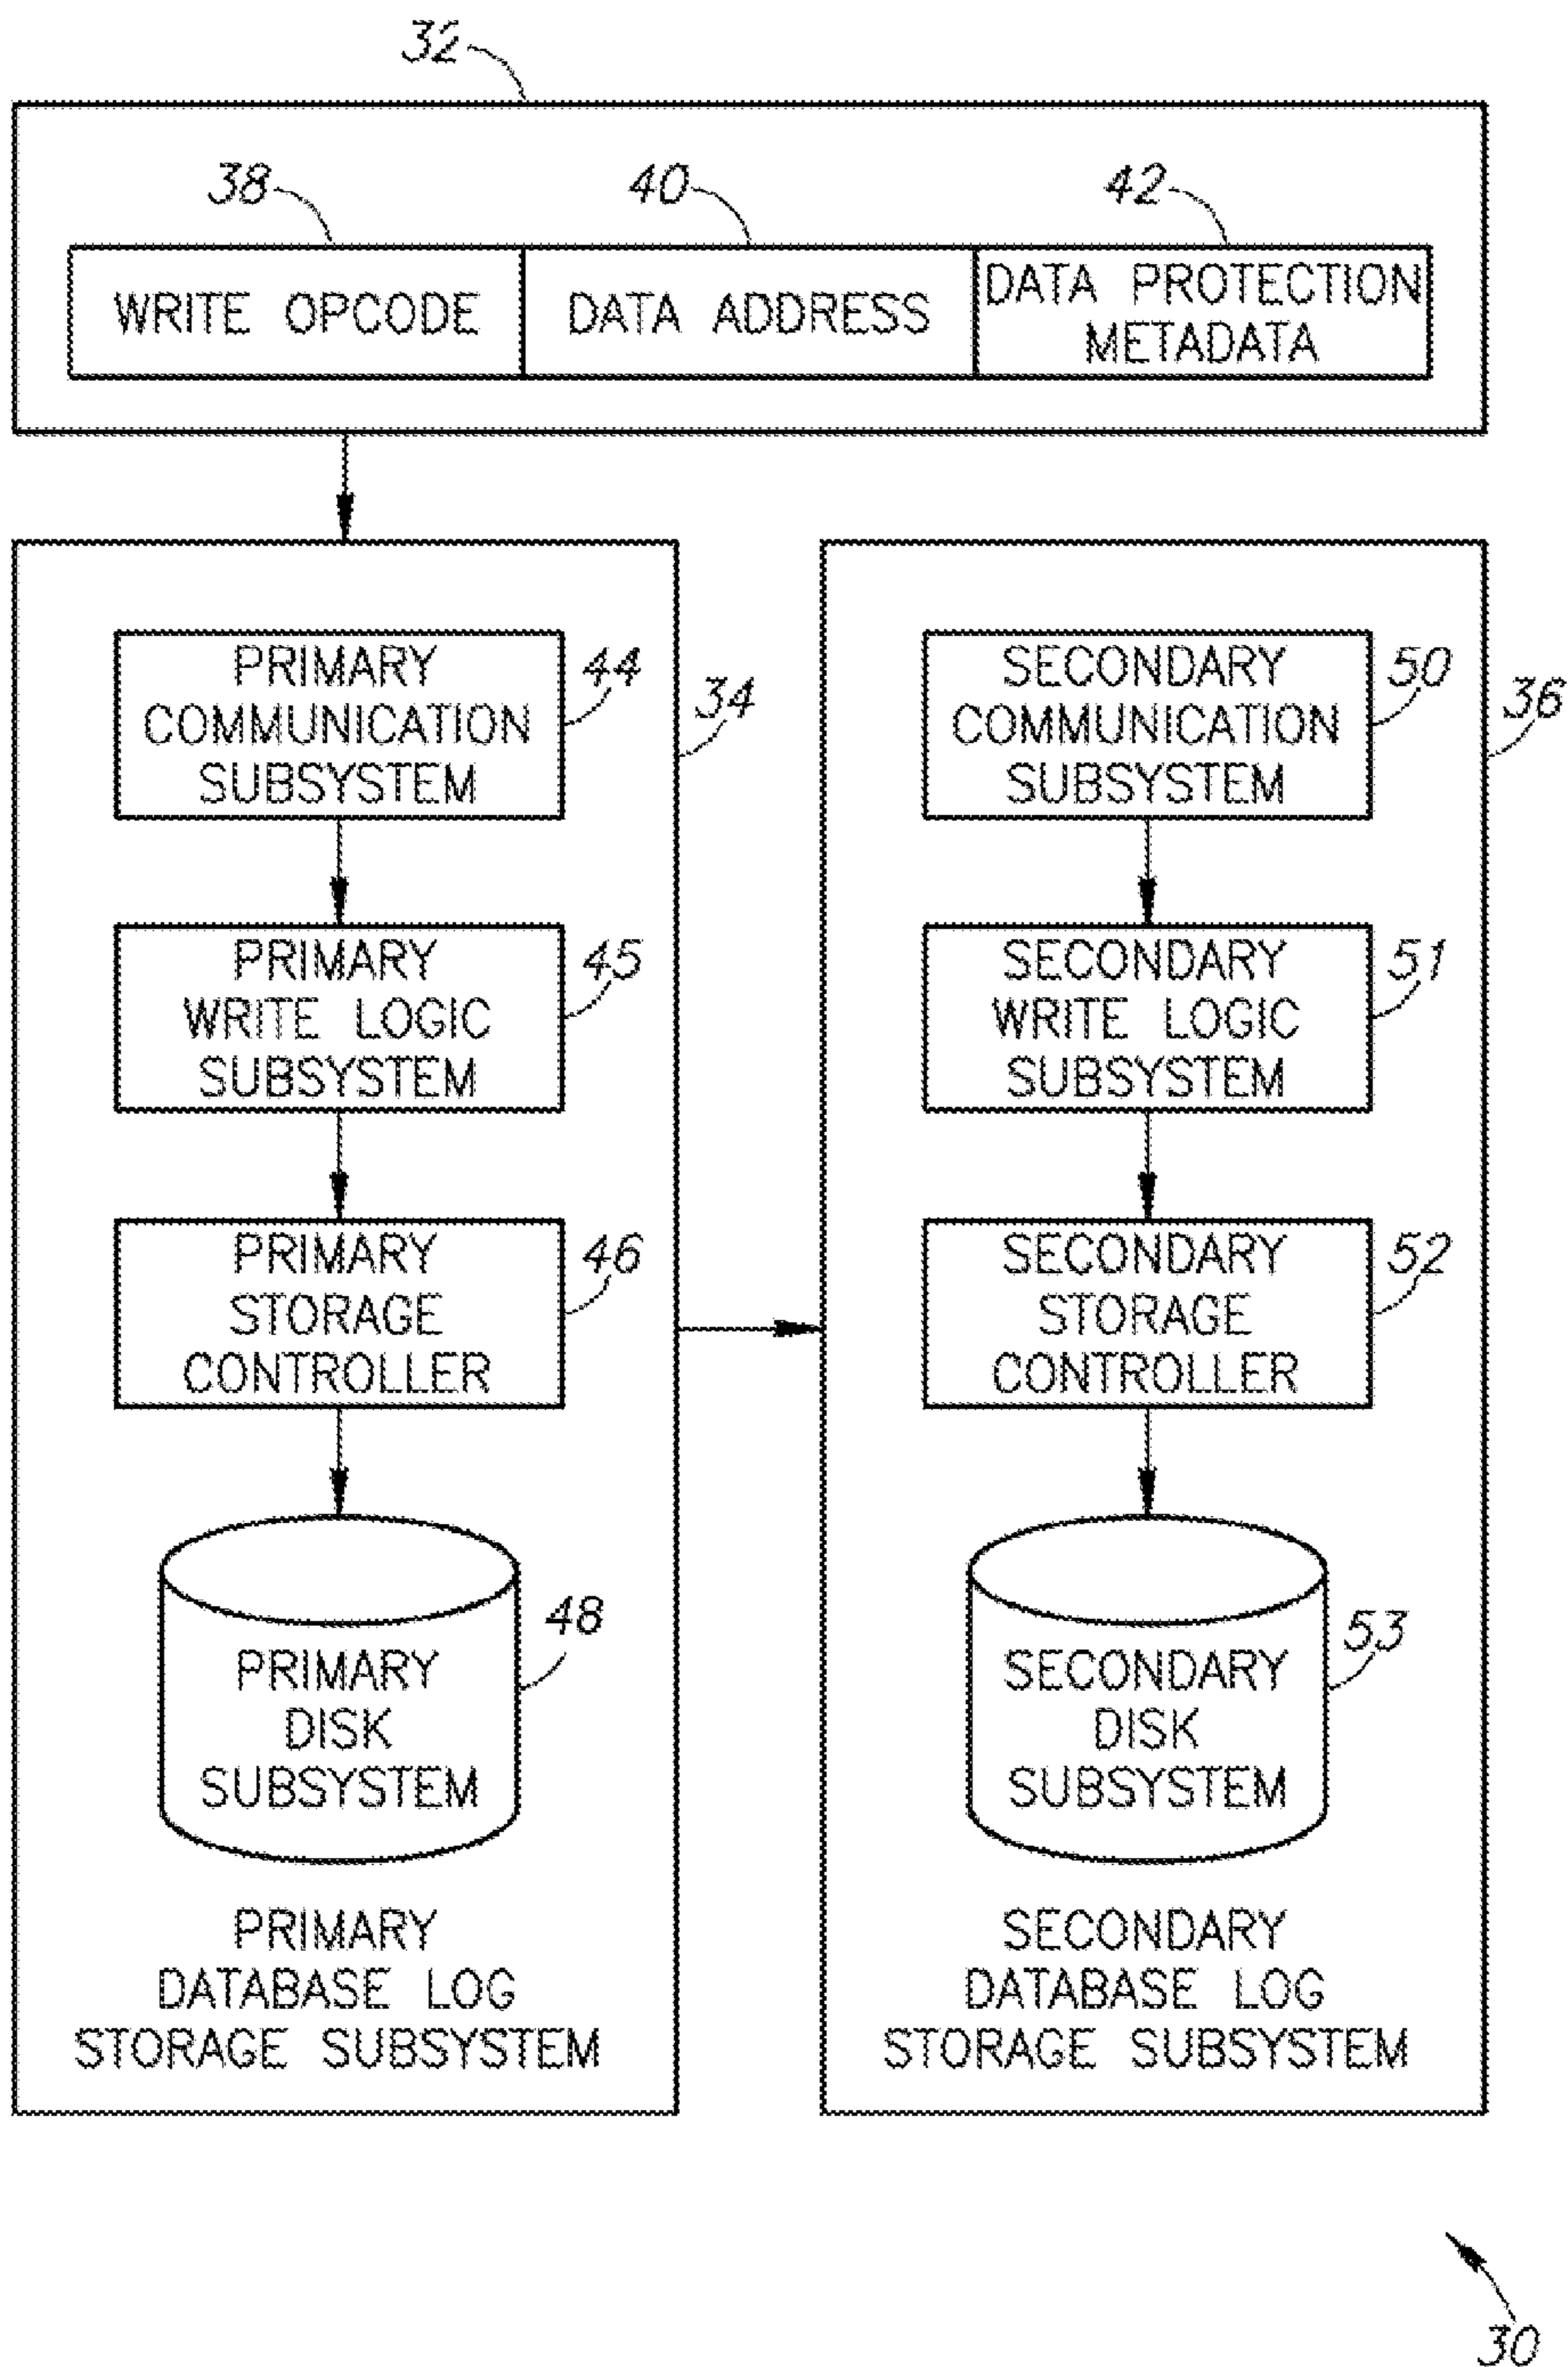 32
38
40
42
WRITE OPCODE
DATA ADDRESS
DATA PROTECTION
METADATA
PRIMARY
COMMUNICATION
SUBSYSTEM
44
34
PRIMARY
WRITE LOGIC
SUBSYSTEM
45
PRIMARY
STORAGE
CONTROLLER
46
PRIMARY
DISK
SUBSYSTEM
48
PRIMARY
DATABASE LOG
STORAGE SUBSYSTEM
SECONDARY
COMMUNICATION
SUBSYSTEM
50
36
SECONDARY
WRITE LOGIC
SUBSYSTEM
51
SECONDARY
STORAGE
CONTROLLER
52
SECONDARY
DISK
SUBSYSTEM
53
SECONDARY
DATABASE LOG
STORAGE SUBSYSTEM
30